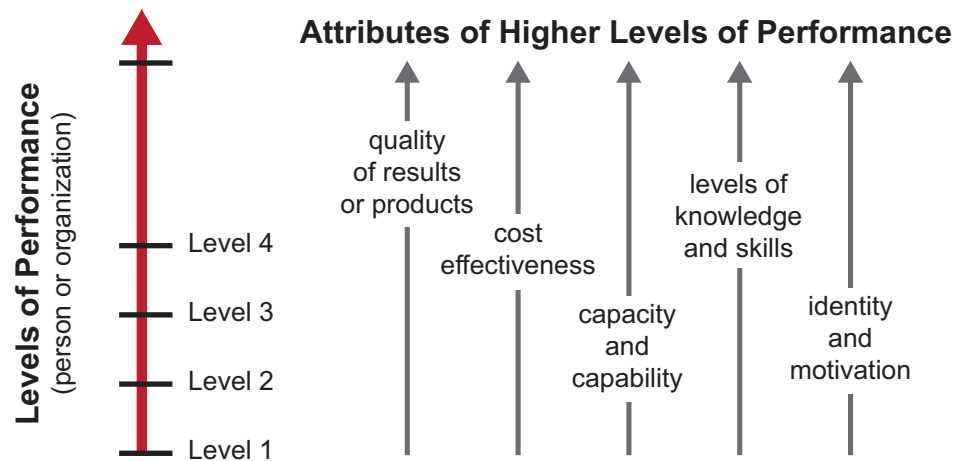 Attributes of Higher Levels of Performance
Levels of Performance
(person or organization)
Level 4
Level 3
Level 2
Level 1
quality
of results
or products
cost
effectiveness
capacity
and
capability
levels of
knowledge
and skills
identity
and
motivation